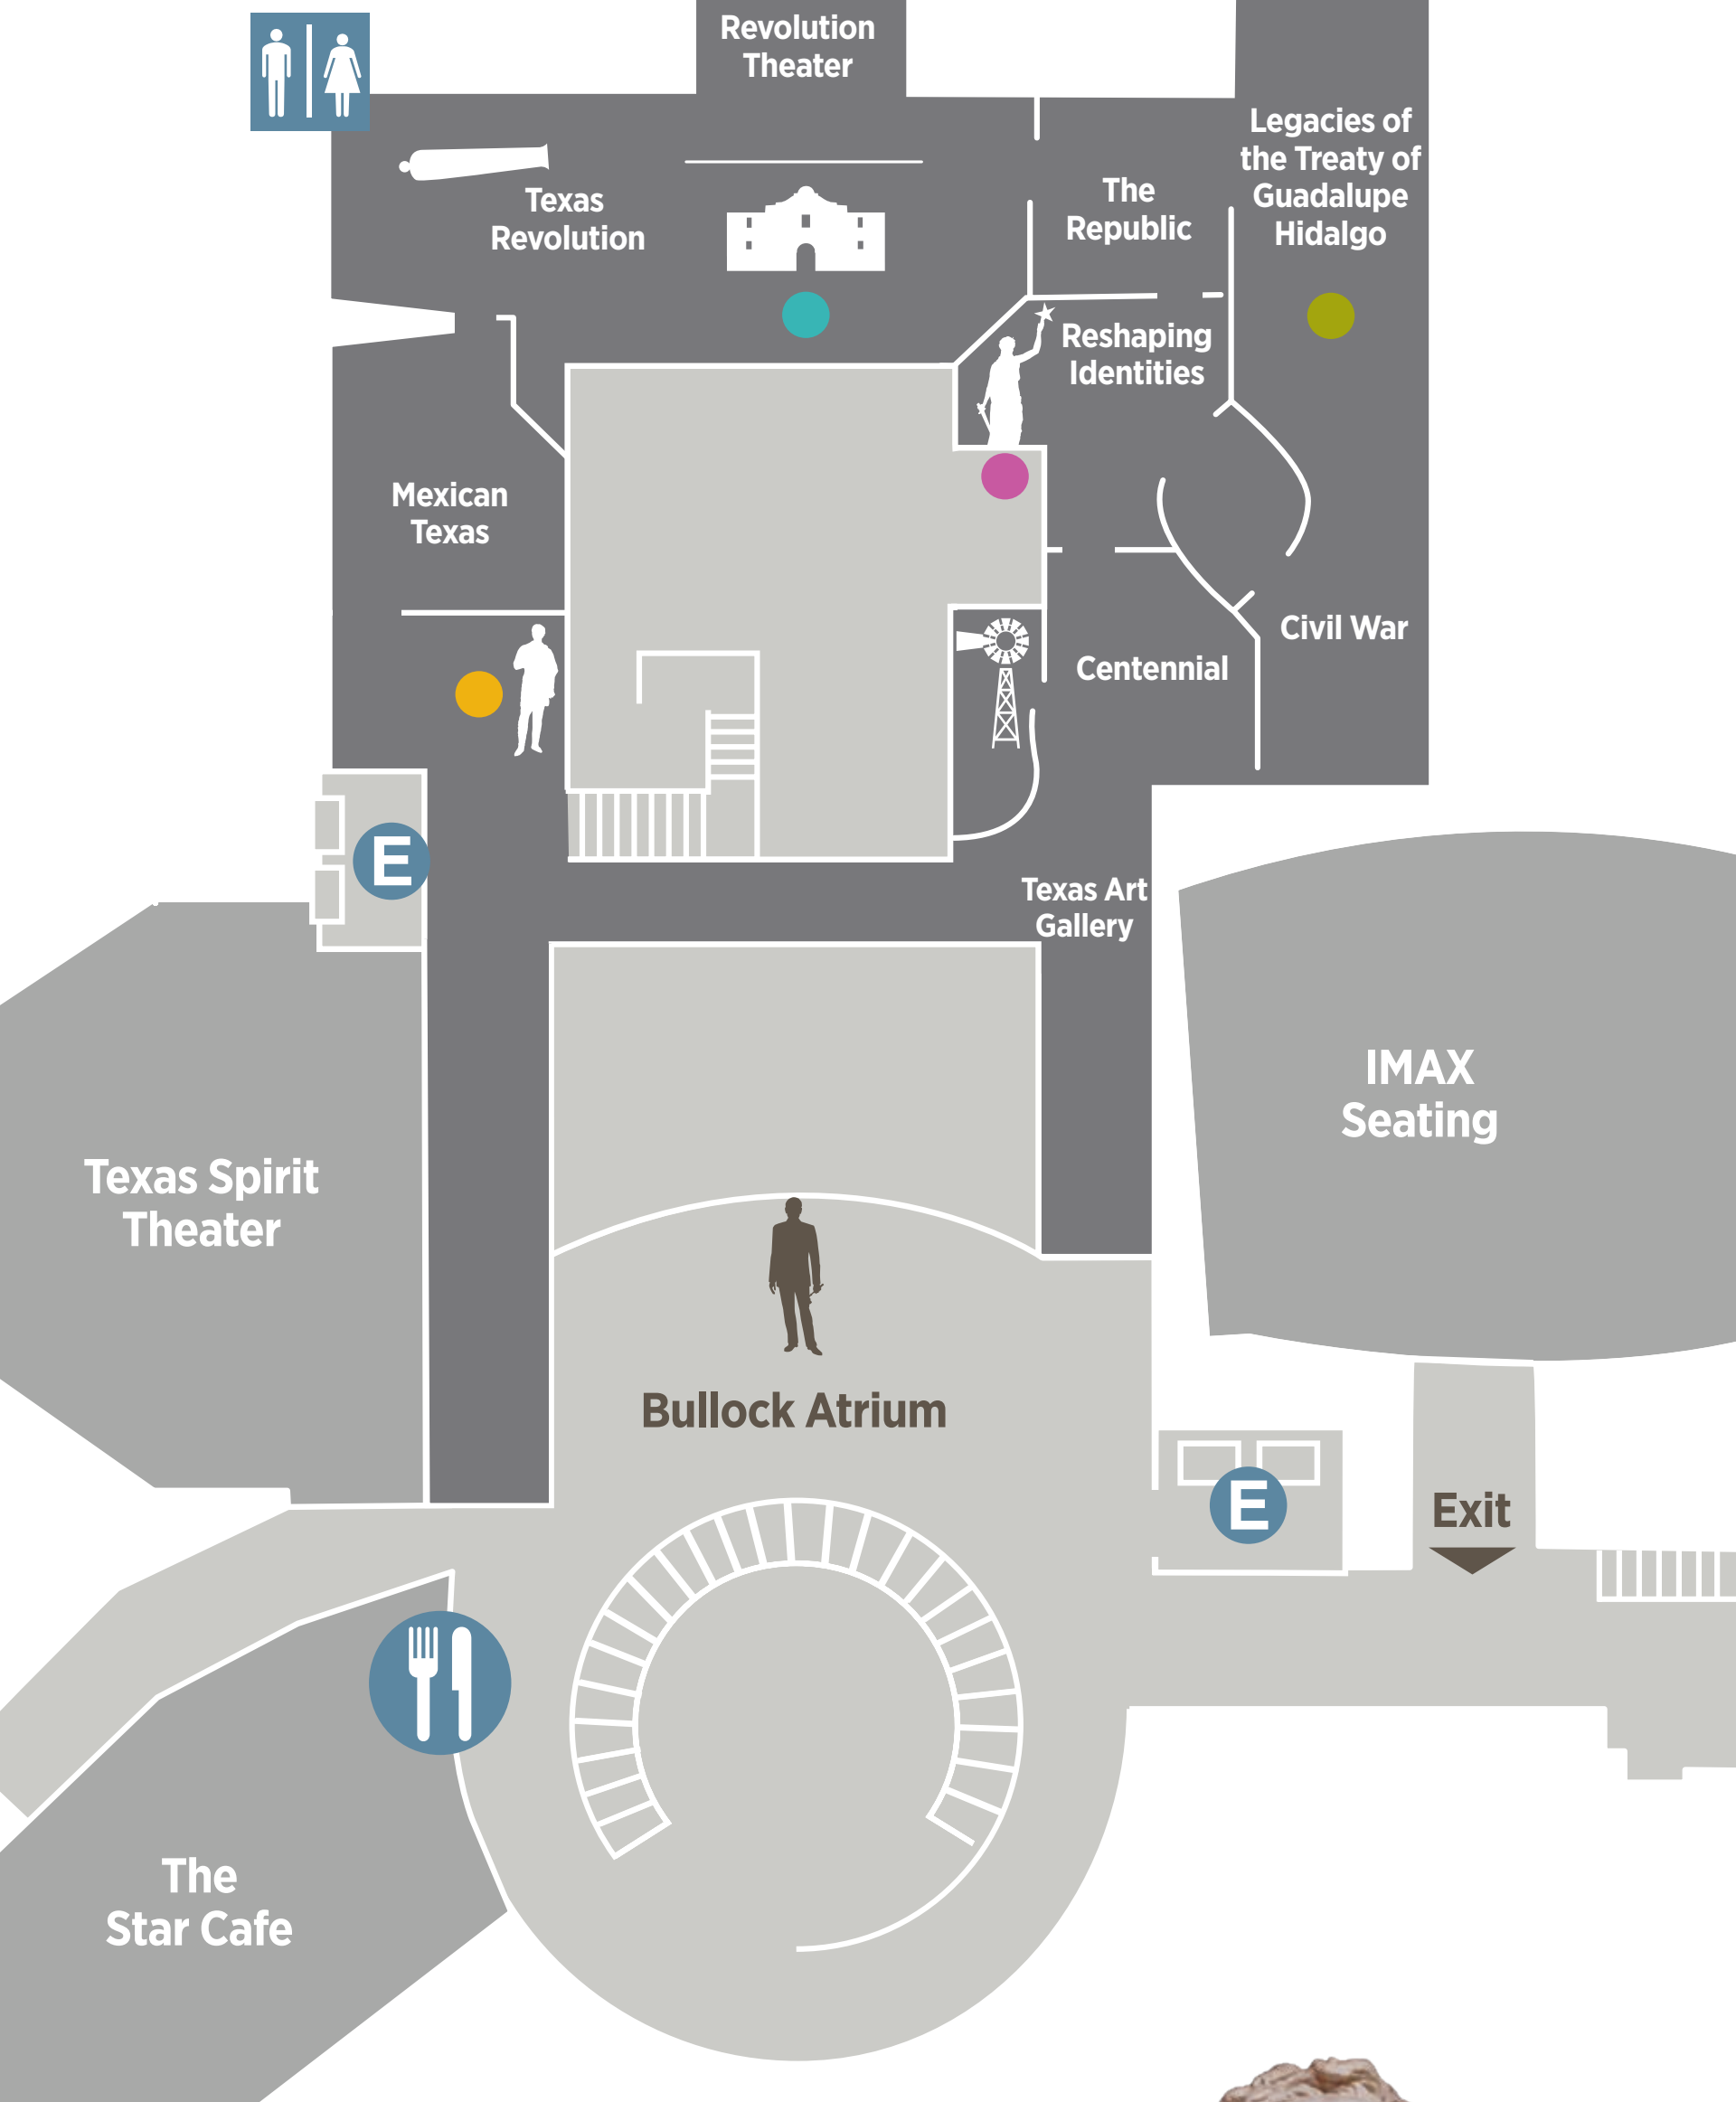 Revolution
Theater
Legacies of
the Treaty of
Guadalupe
Hidalgo
Texas
Revolution
The
Republic
Reshaping
Identities
Mexican
Texas
Civil War
Centennial
E
Texas Art
Gallery
IMAX
Seating
Texas Spirit
Theater
Bullock Atrium
E
Exit
The
Star Cafe